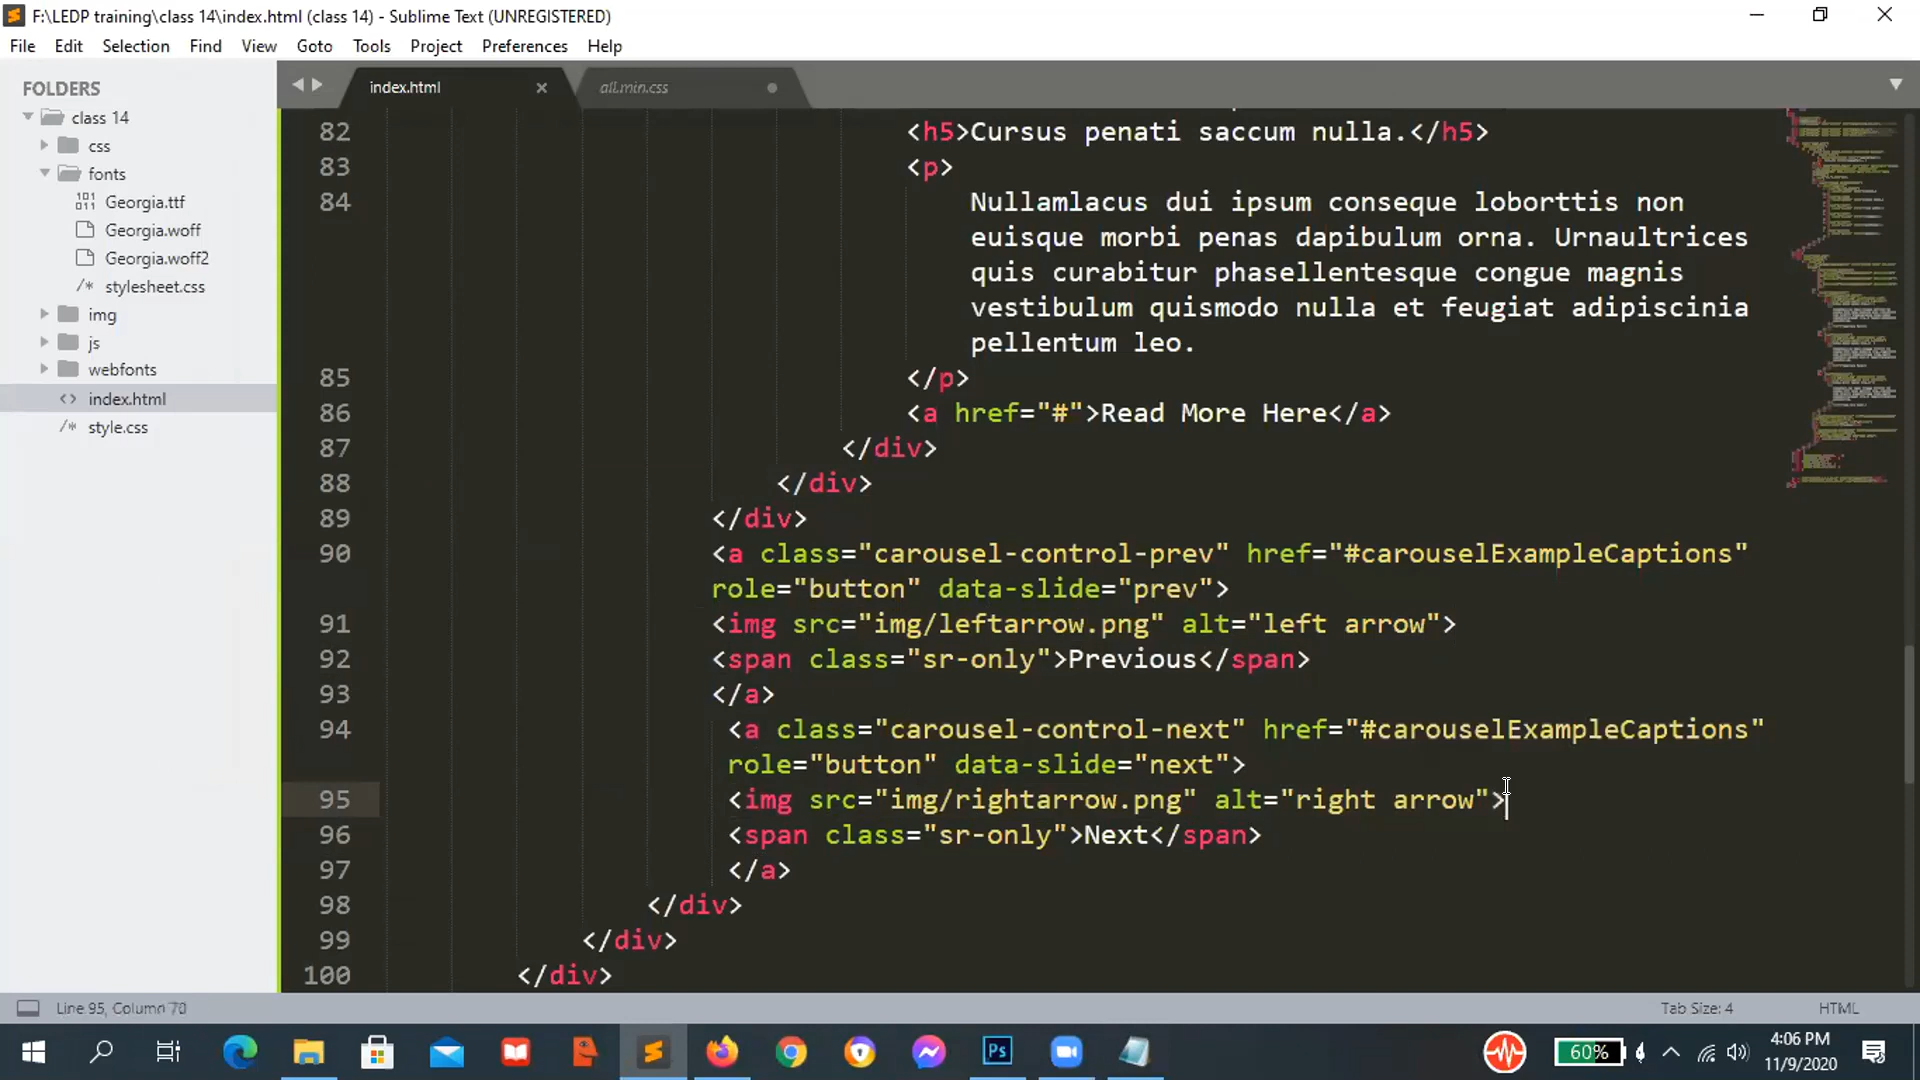 F:\LEDP training\class 14\index.html (class 14) - Sublime Text (UNREGISTERED)
File Edit Selection Find View Goto Tools Project Preferences Help
FOLDERS
class 14
css
fonts
Georgia.ttf
Georgia.woff
Georgia.woff2
/* stylesheet.css
img
js
webfonts
<> index.html
/* style.css
index.html ×
all.min.css
82 <h5>Cursus penati saccum nulla.</h5>
83 <p>
84 Nullamlacus dui ipsum conseque loborttis non
euisque morbi penas dapibulum orna. Urnaultrices
quis curabitur phasellentesque congue magnis
vestibulum quismodo nulla et feugiat adipiscinia
pellentum leo.
85 </p>
86 <a href="#">Read More Here</a>
87 </div>
88 </div>
89 </div>
90 <a class="carousel-control-prev" href="#carouselExampleCaptions"
role="button" data-slide="prev">
91 <img src="img/leftarrow.png" alt="left arrow">
92 <span class="sr-only">Previous</span>
93 </a>
94 <a class="carousel-control-next" href="#carouselExampleCaptions"
role="button" data-slide="next">
95 <img src="img/rightarrow.png" alt="right arrow">
96 <span class="sr-only">Next</span>
97 </a>
98 </div>
99 </div>
100 </div>
Line 95, Column 70
Tab Size: 4
HTML
Ps
60%
4:06 PM
11/9/2020